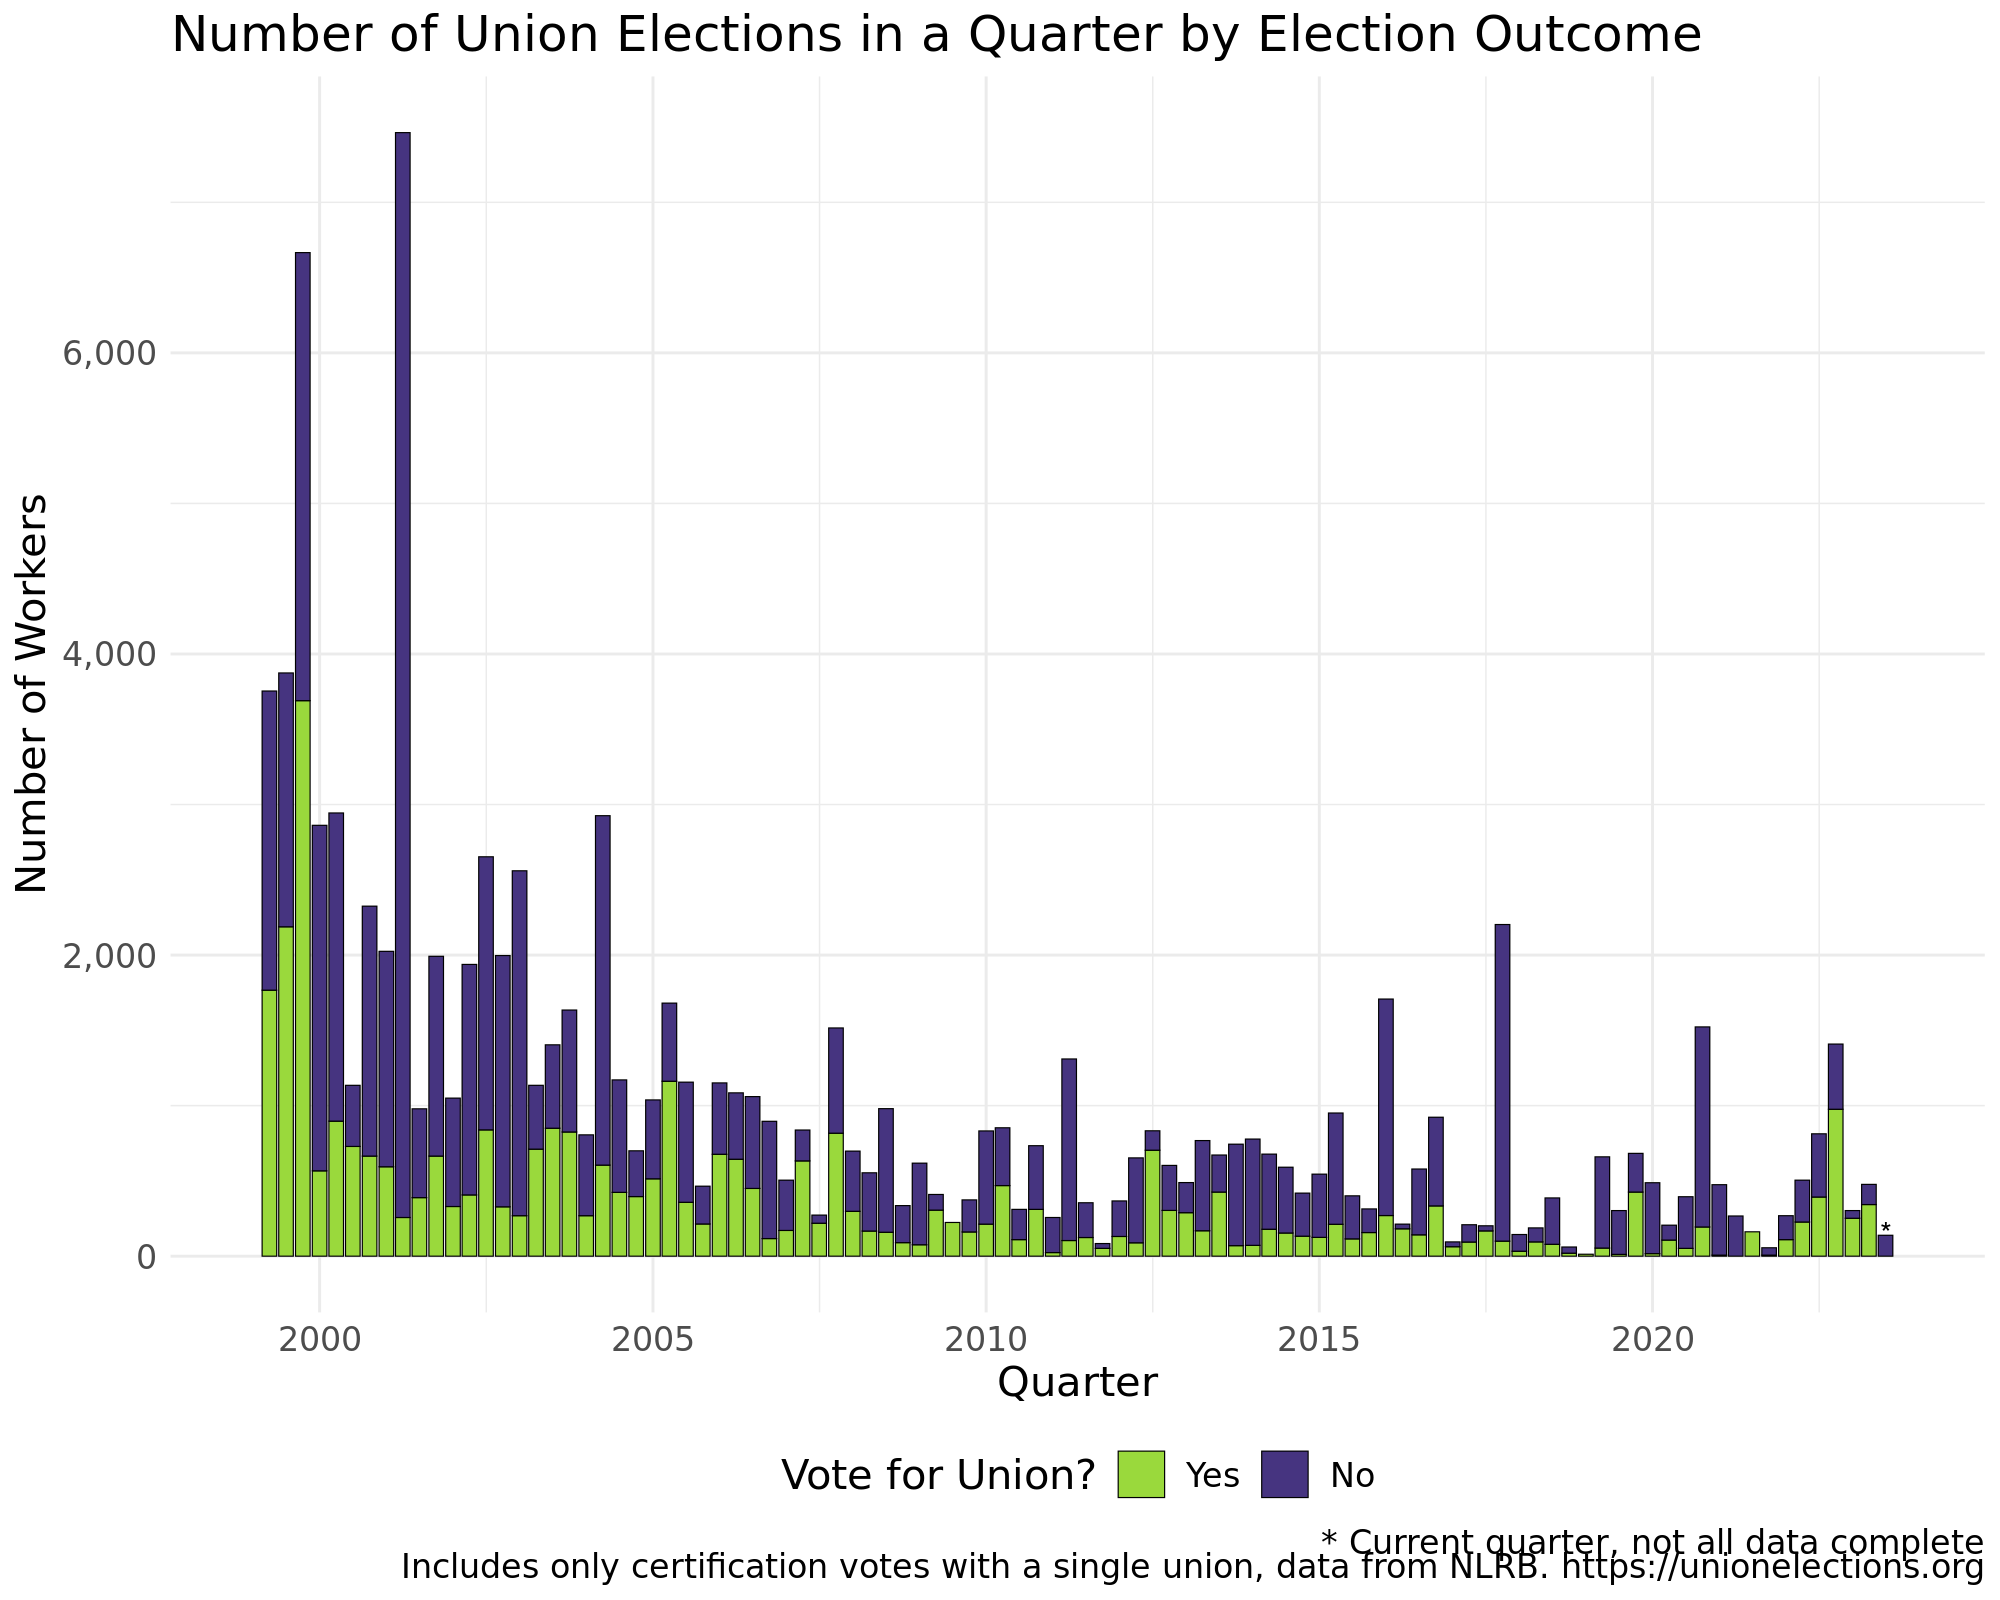 Number of Union Elections in a Quarter by Election Outcome
Number of Workers
6,000
4,000
2,000
0
2000 2005 2010 2015 2020
*
Quarter
Vote for Union? Yes No
* Current quarter, not all data complete
Includes only certification votes with a single union, data from NLRB. https://unionelections.org